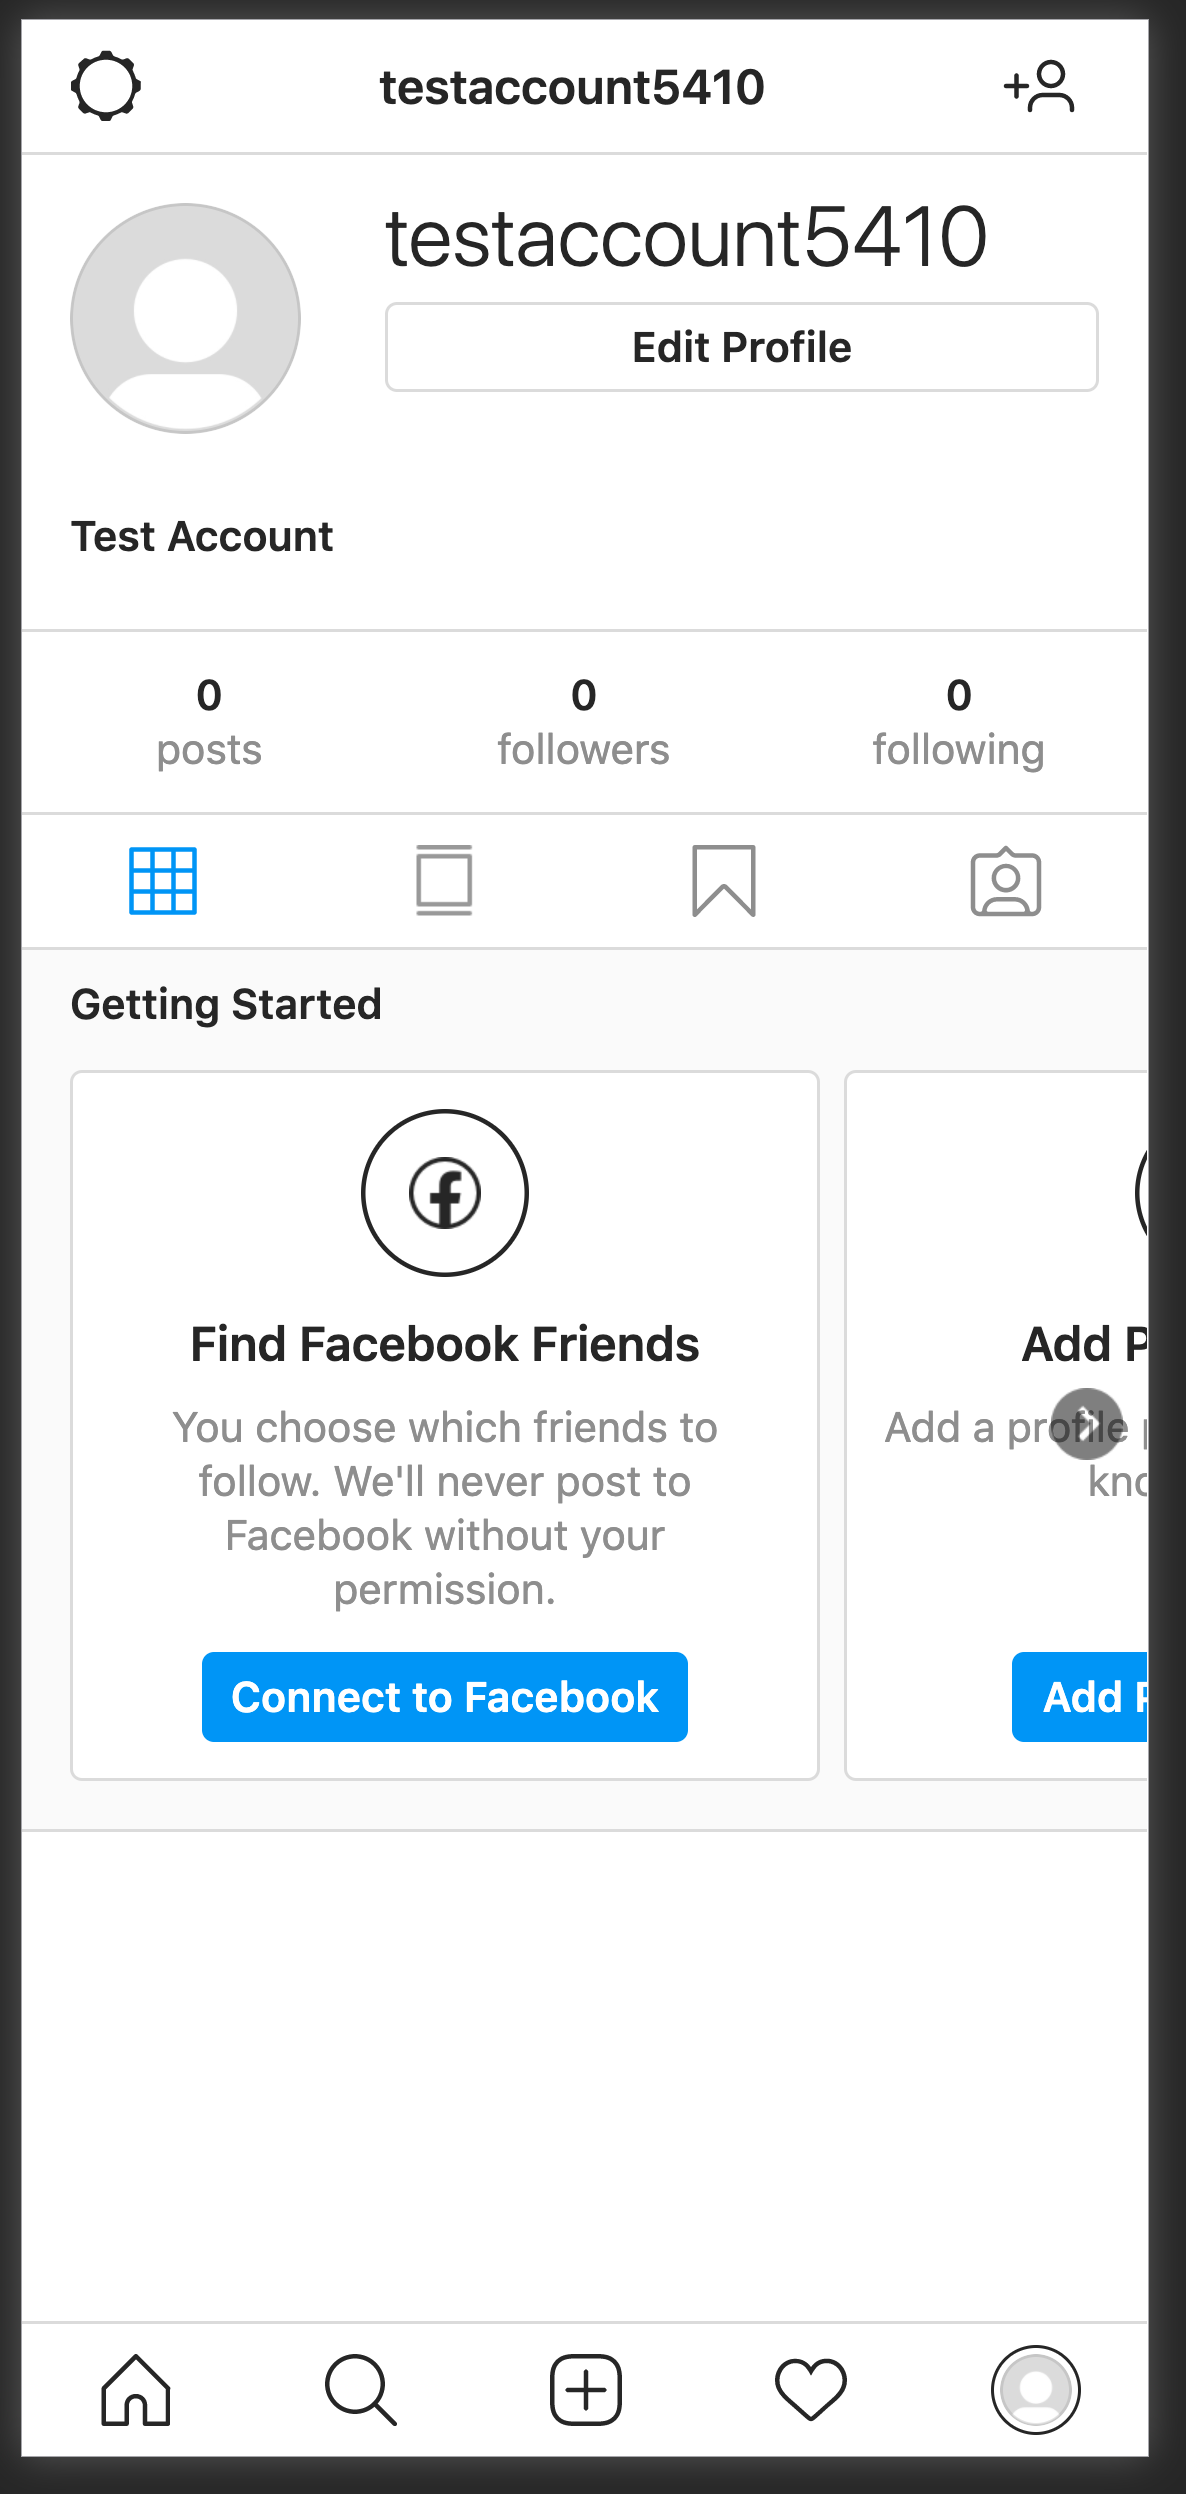 testaccount5410
testaccount5410
Edit Profile
Test Account
0
posts
0
followers
0
following
Getting Started
Find Facebook Friends
You choose which friends to
follow. We'll never post to
Facebook without your
permission.
Connect to Facebook
Add P
Add a profile p
kno
Add P